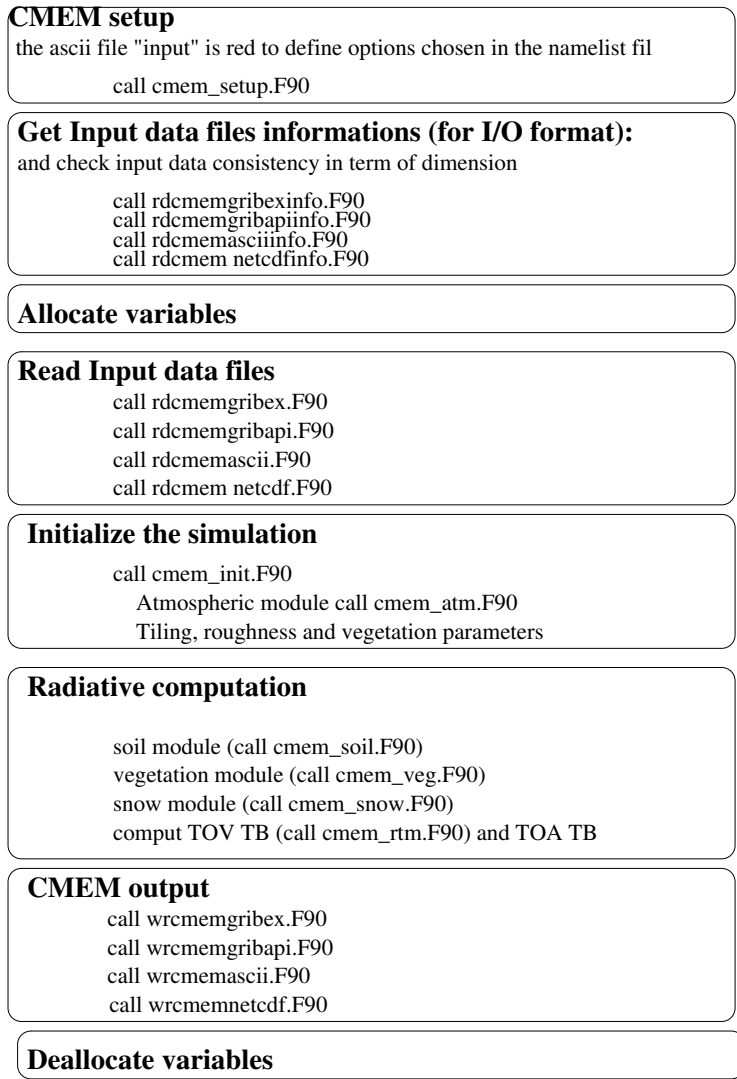 CMEM setup
the ascii file "input" is red to define options chosen in the namelist fil
call cmem_setup.F90
Get Input data files informations (for I/O format):
and check input data consistency in term of dimension
call rdcmemgribexinfo.F90
call rdcmemgribapiinfo.F90
call rdcmemasciiinfo.F90
call rdcmem netcdfinfo.F90
Allocate variables
Read Input data files
call rdcmemgribex.F90
call rdcmemgribapi.F90
call rdcmemascii.F90
call rdcmem netcdf.F90
Initialize the simulation
call cmem_init.F90
Atmospheric module call cmem_atm.F90
Tiling, roughness and vegetation parameters
Radiative computation
soil module (call cmem_soil.F90)
vegetation module (call cmem_veg.F90)
snow module (call cmem_snow.F90)
comput TOV TB (call cmem_rtm.F90) and TOA TB
CMEM output
call wrcmemgribex.F90
call wrcmemgribapi.F90
call wrcmemascii.F90
call wrcmemnetcdf.F90
Deallocate variables